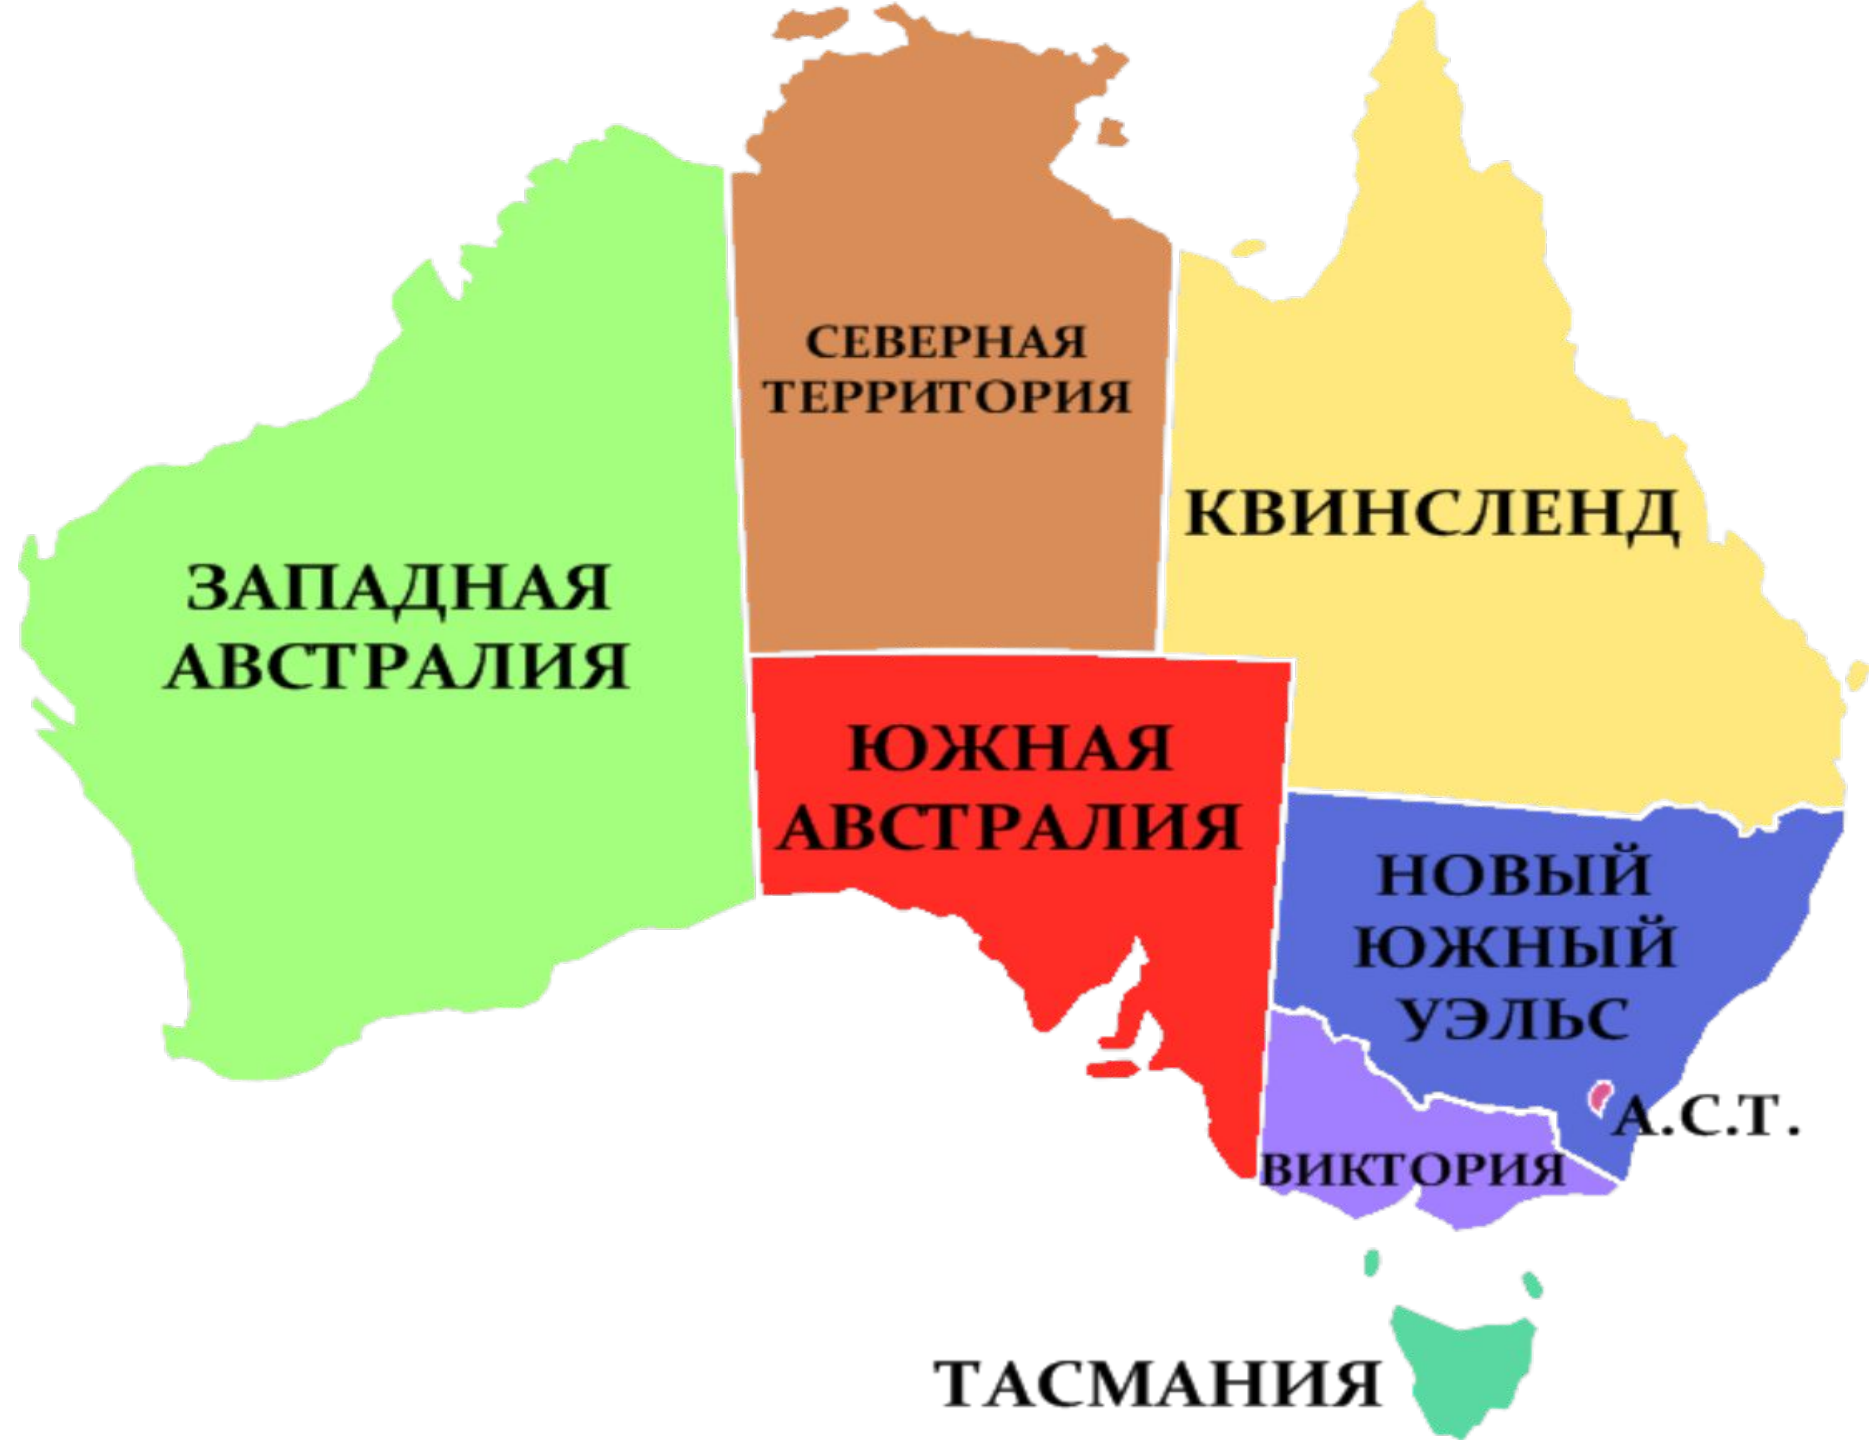 СЕВЕРНАЯ
ТЕРРИТОРИЯ
КВИНСЛЕНД
ЗАПАДНАЯ
АВСТРАЛИЯ
ЮЖНАЯ
АВСТРАЛИЯ
НОВЫЙ
ЮЖНЫЙ
УЭЛЬС
А.С.Т.
ВИКТОРИЯ
ТАСМАНИЯ